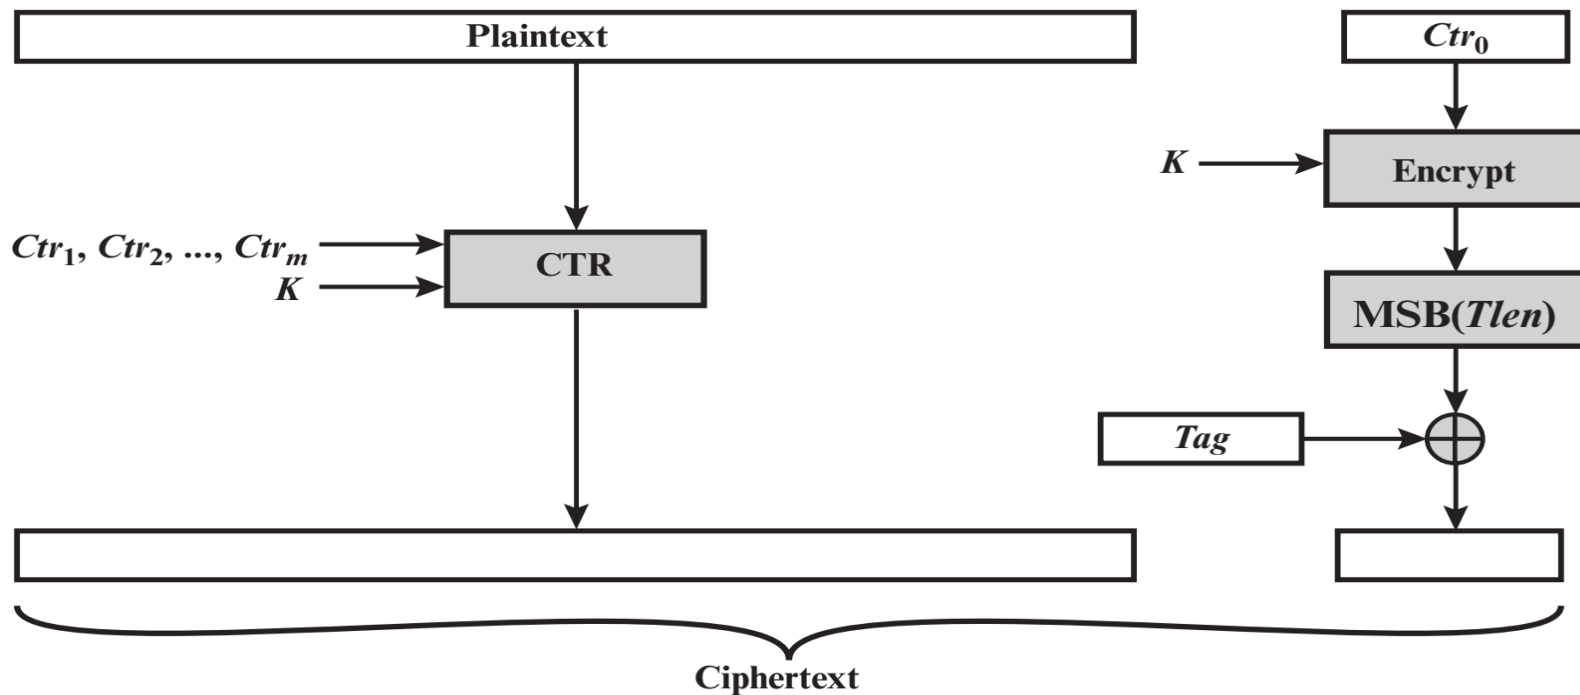 Plaintext
Ctr₀
K
Encrypt
Ctr₁, Ctr₂, ..., Ctrₘ
K
CTR
MSB(Tlen)
Tag
Ciphertext